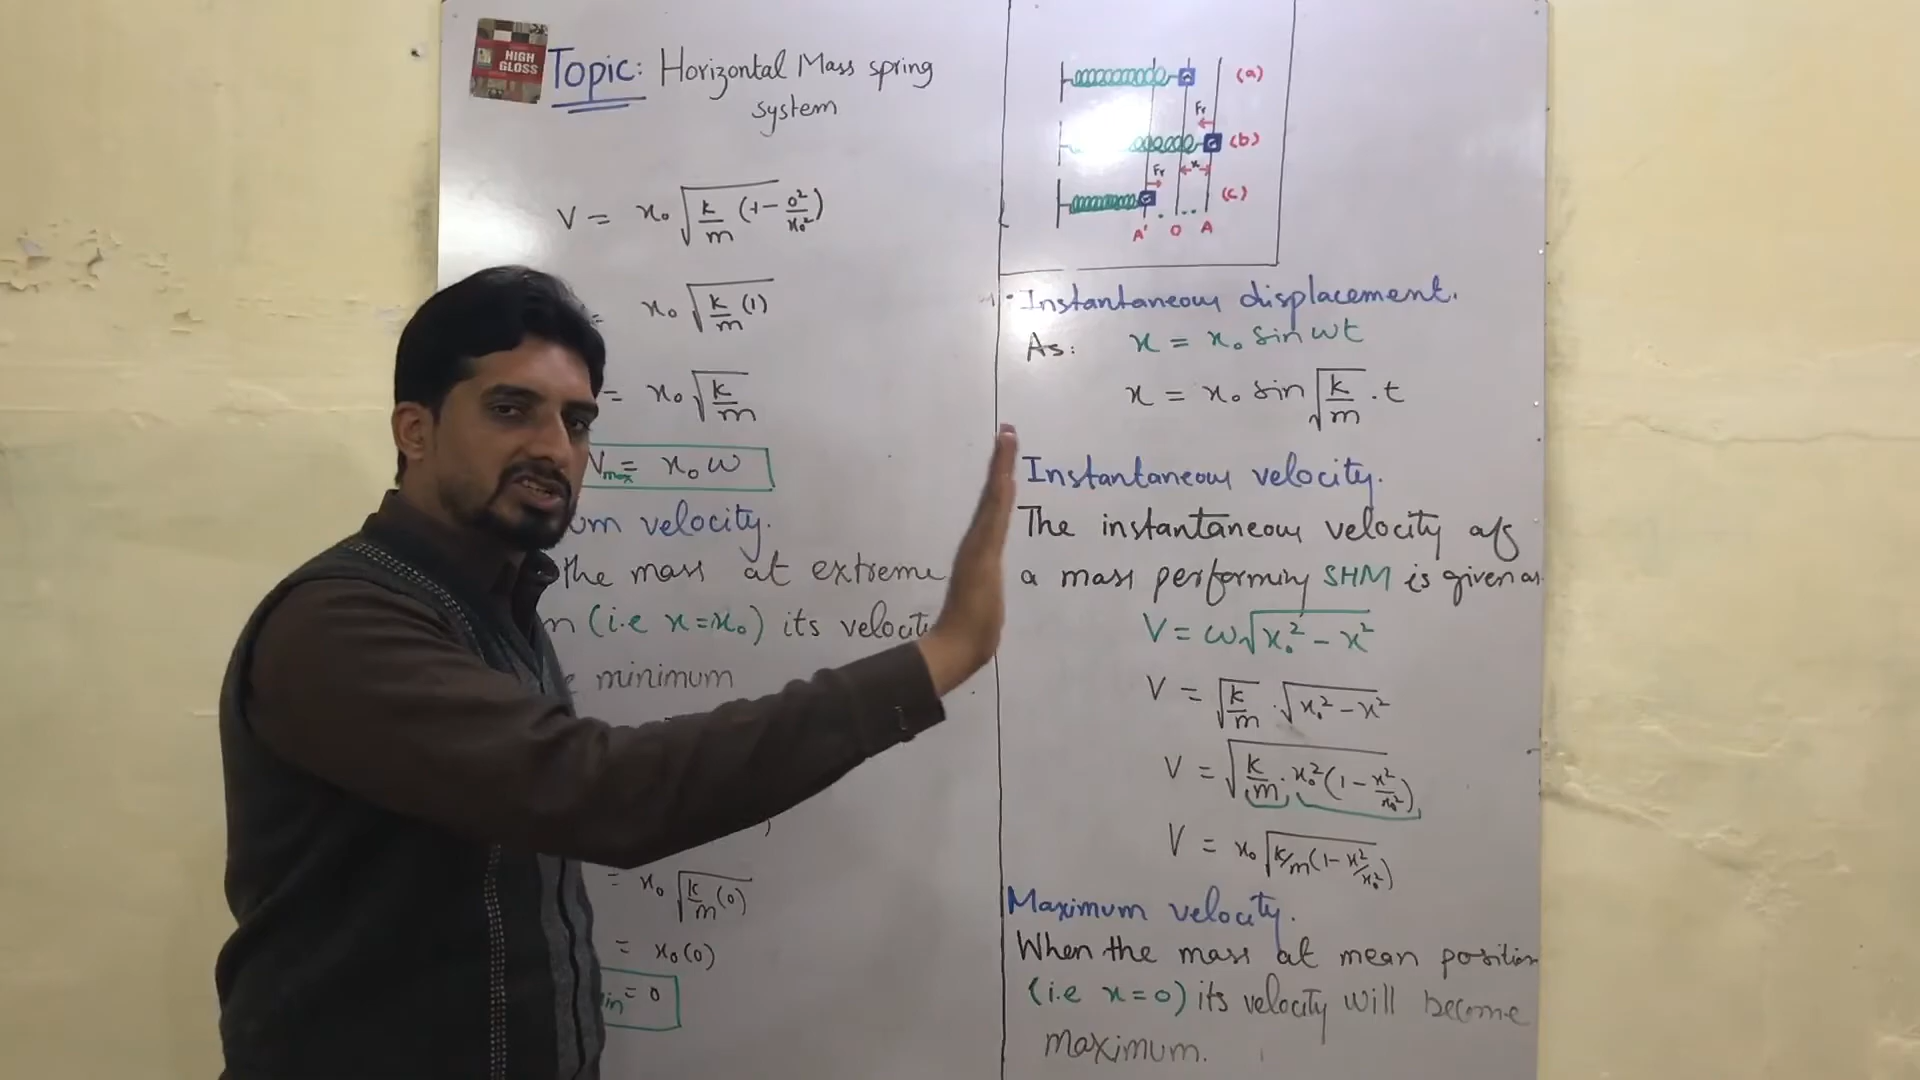 HIGH
GLOSS
Topic: Horizontal Mass spring
system
V = x₀ √(k/m (1 - 0²/x₀²))
= x₀ √(k/m (1))
= x₀ √(k/m)
Vmax = x₀ω
um velocity.
the mass at extreme
n (i.e x=x₀) its velocity
minimum
= x₀ √(k/m (0))
= x₀(0)
in = 0
(a)
Fr
(b)
Fr
x
(c)
A' O A
Instantaneous displacement.
As: x = x₀ sin ωt
x = x₀ sin √(k/m) . t
Instantaneous velocity.
The instantaneous velocity of
a mass performing SHM is given as
V = ω√(x₀² - x²)
V = √(k/m) . √(x₀² - x²)
V = √(k/m . x₀²(1 - x²/x₀²))
V = x₀ √(k/m (1 - x²/x₀²))
Maximum velocity.
When the mass at mean position
(i.e x=0) its velocity will become
maximum.